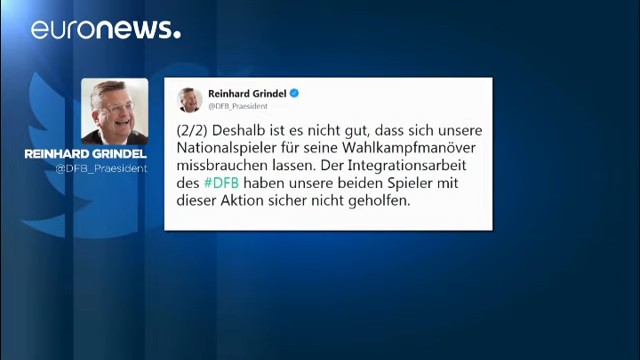 euronews.
Reinhard Grindel
@DFB_Praesident
REINHARD GRINDEL
@DFB_Praesident
(2/2) Deshalb ist es nicht gut, dass sich unsere
Nationalspieler für seine Wahlkampfmanöver
missbrauchen lassen. Der Integrationsarbeit
des #DFB haben unsere beiden Spieler mit
dieser Aktion sicher nicht geholfen.